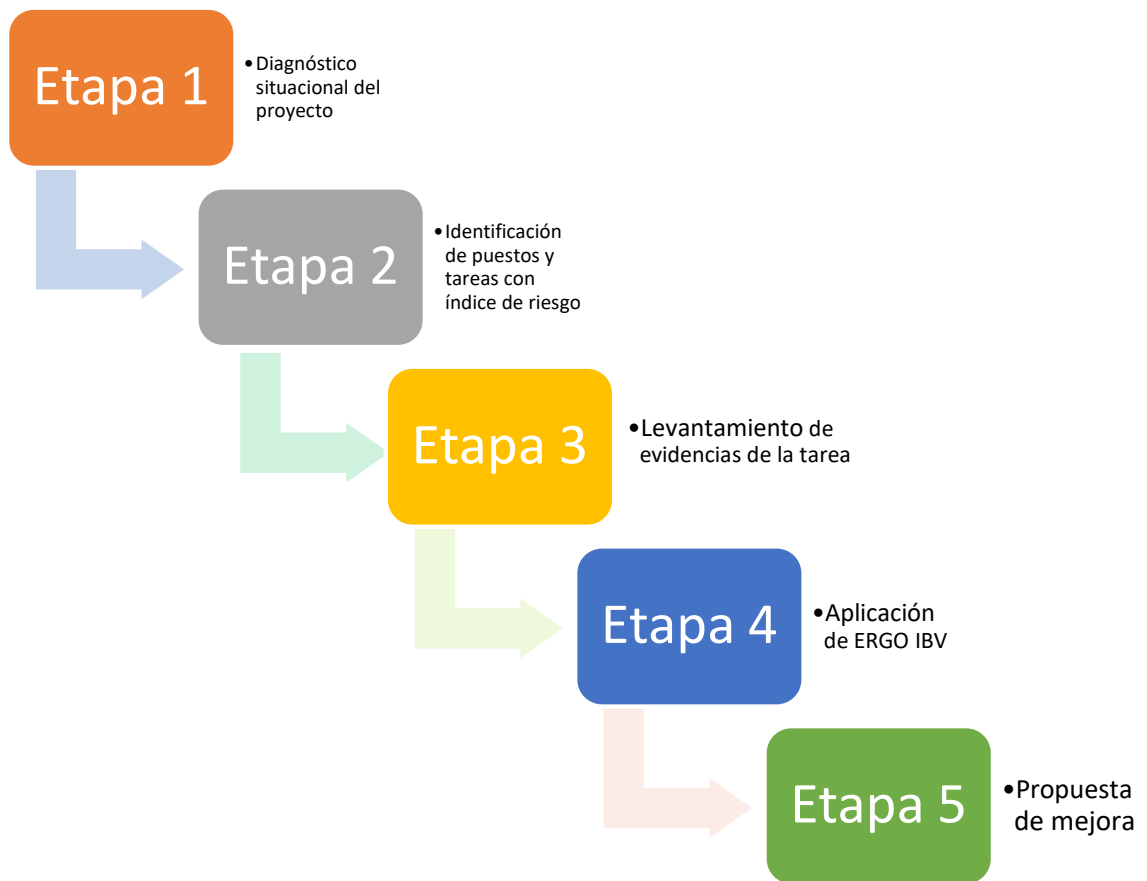 Etapa 1
•Diagnóstico
situacional del
proyecto
Etapa 2
•Identificación
de puestos y
tareas con
índice de riesgo
Etapa 3
•Levantamiento de
evidencias de la tarea
Etapa 4
•Aplicación
de ERGO IBV
Etapa 5
•Propuesta
de mejora